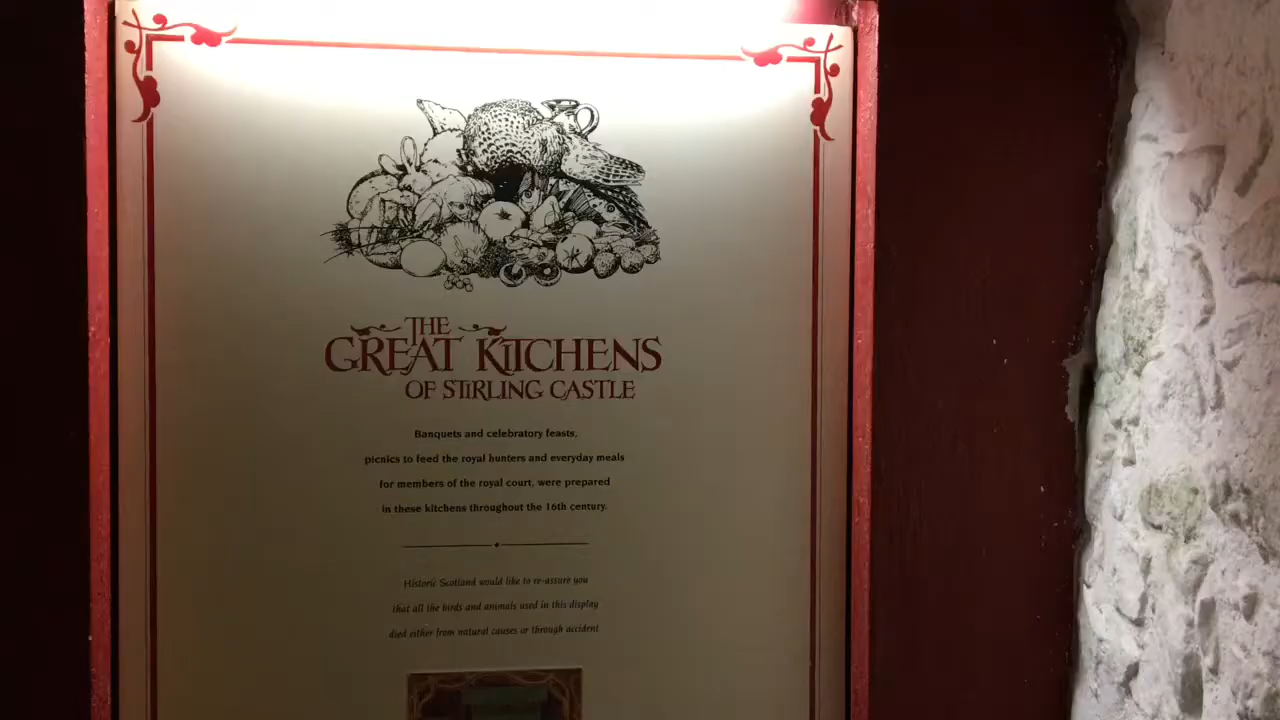 THE
GREAT KITCHENS
OF STIRLING CASTLE
Banquets and celebratory feasts,
picnics to feed the royal hunters and everyday meals
for members of the royal court, were prepared
in these kitchens throughout the 16th century.
Historic Scotland would like to re-assure you
that all the birds and animals used in this display
died either from natural causes or through accident